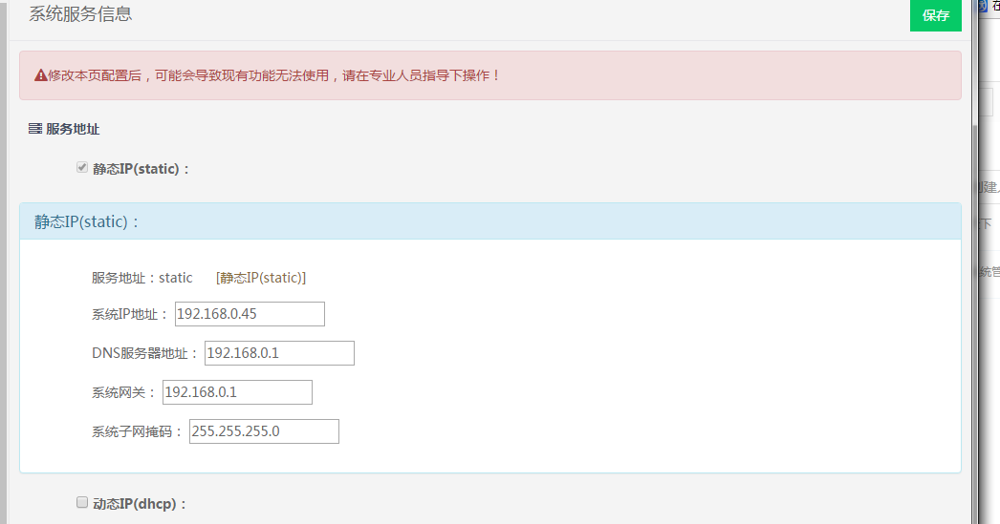 系统服务信息
保存
修改本页配置后，可能会导致现有功能无法使用，请在专业人员指导下操作！
服务地址
静态IP(static)：
静态IP(static)：
服务地址：static [静态IP(static)]
系统IP地址： 192.168.0.45
DNS服务器地址： 192.168.0.1
系统网关： 192.168.0.1
系统子网掩码： 255.255.255.0
动态IP(dhcp)：
在
创建
下
统管